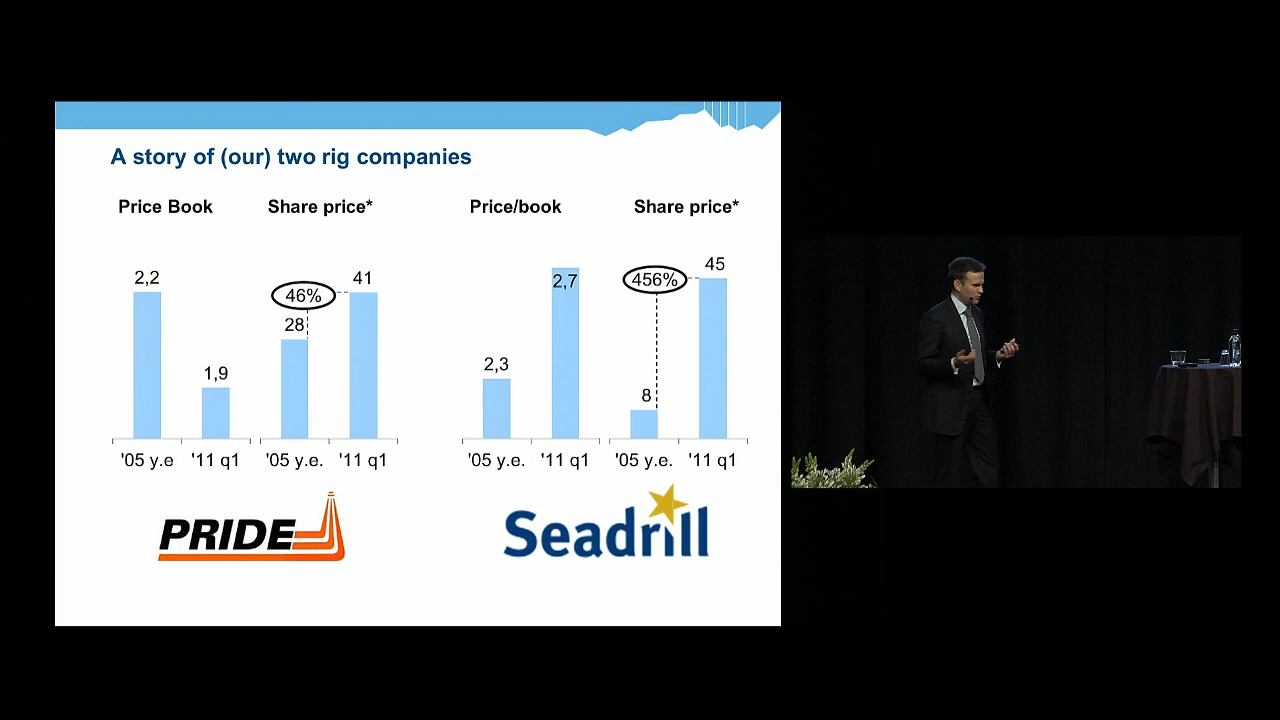 A story of (our) two rig companies
Price Book
Share price*
Price/book
Share price*
2,2
1,9
46%
28
41
2,3
2,7
456%
8
45
'05 y.e
'11 q1
'05 y.e.
'11 q1
'05 y.e.
'11 q1
'05 y.e.
'11 q1
PRIDE
Seadrill